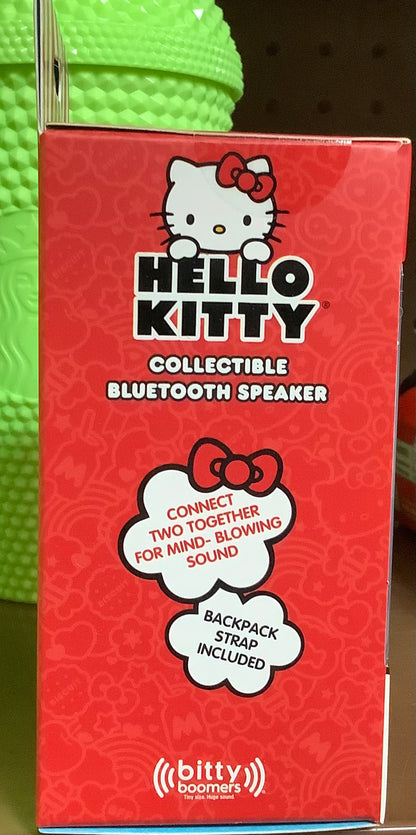 HELLO
KITTY®
COLLECTIBLE
BLUETOOTH SPEAKER
CONNECT
TWO TOGETHER
FOR MIND- BLOWING
SOUND
BACKPACK
STRAP
INCLUDED
bitty
boomers™
Tiny size. Huge sound.